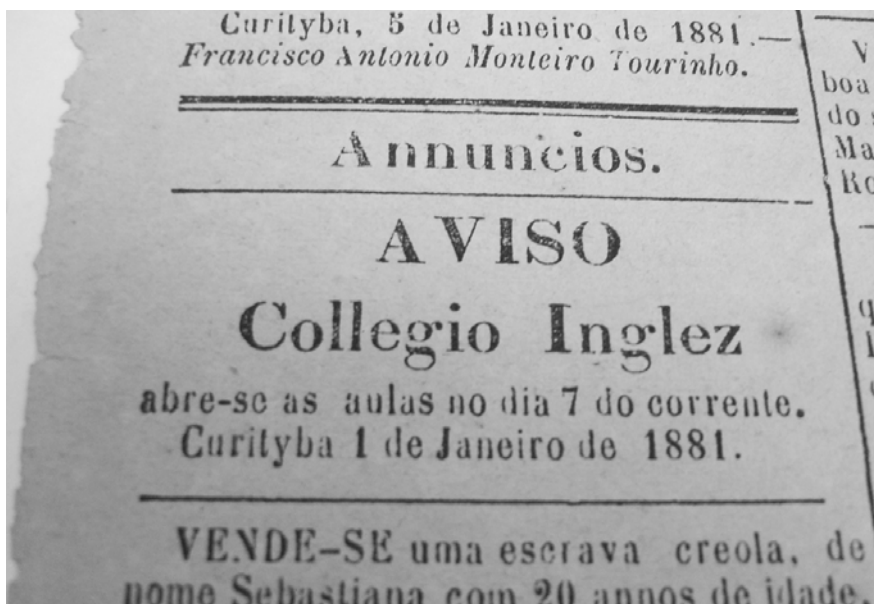 Curityba, 5 de Janeiro de 1881.—
Francisco Antonio Monteiro Tourinho.
Annuncios.
AVISO
Collegio Inglez
abre-se as aulas no dia 7 do corrente.
Curityba 1 de Janeiro de 1881.
VENDE-SE uma escrava creola, de
nome Sebastiana com 20 annos de idade,
boa
do